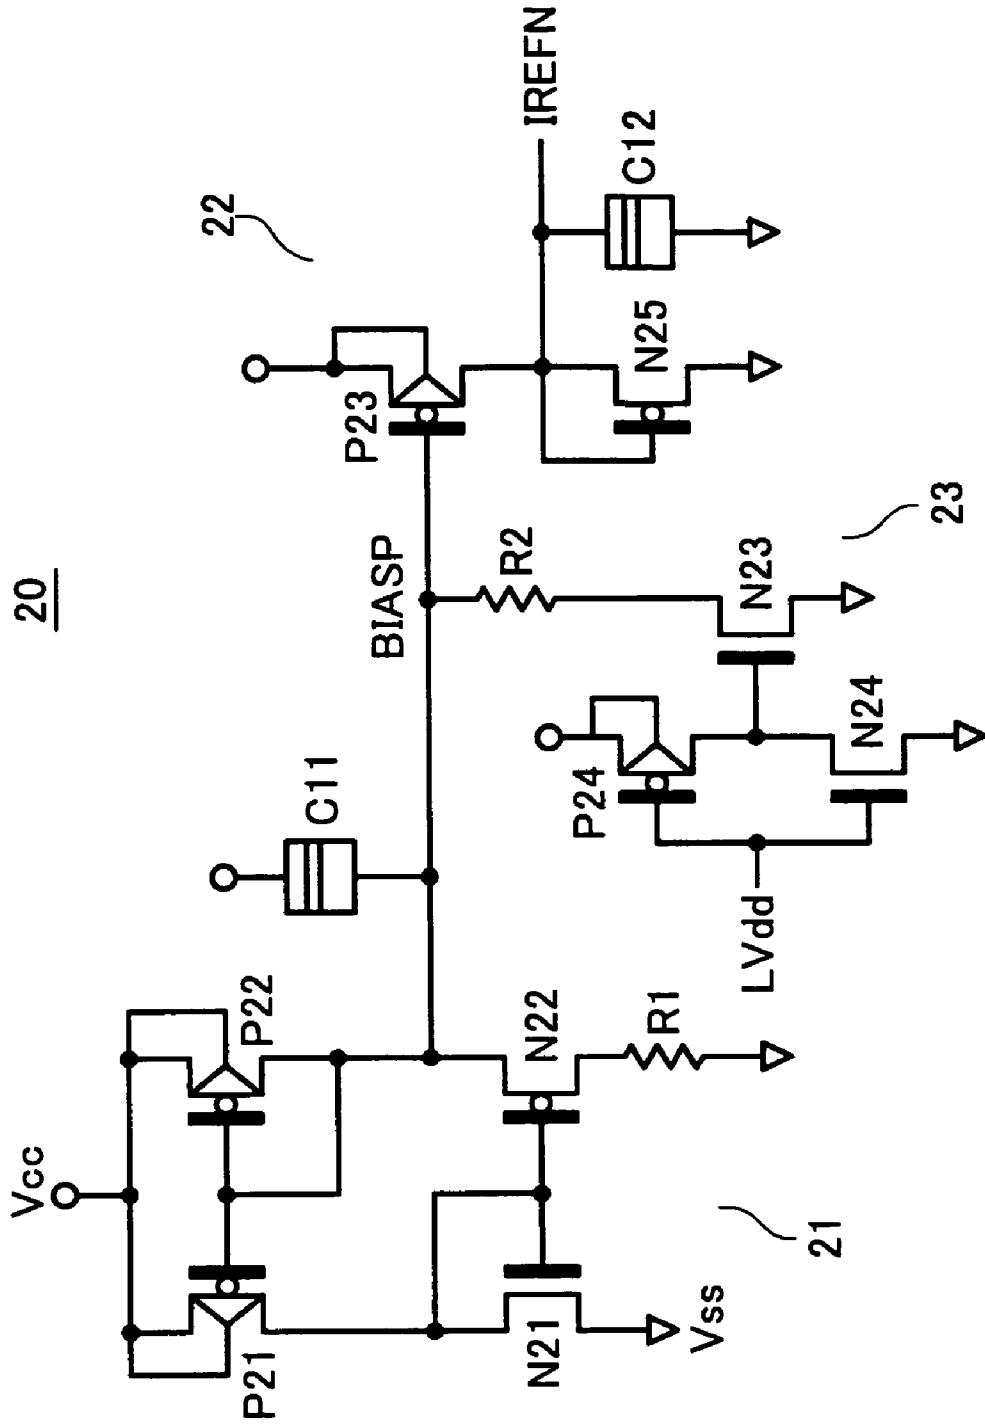 20
Vcc
P21
P22
N21
N22
R1
Vss
21
C11
BIASP
LVdd
P24
N24
R2
N23
23
P23
22
N25
IREFN
C12